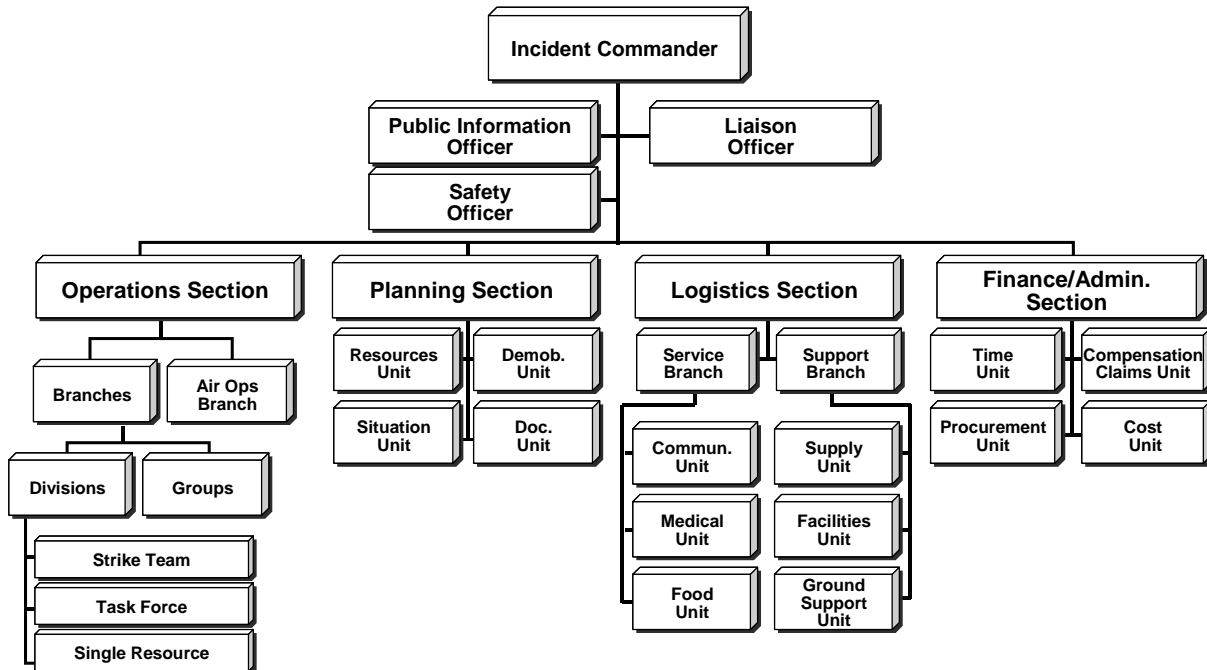 Incident Commander
Public Information
Officer
Liaison
Officer
Safety
Officer
Operations Section
Planning Section
Logistics Section
Finance/Admin.
Section
Branches
Air Ops
Branch
Divisions
Groups
Strike Team
Task Force
Single Resource
Resources
Unit
Demob.
Unit
Situation
Unit
Doc.
Unit
Service
Branch
Support
Branch
Commun.
Unit
Supply
Unit
Medical
Unit
Facilities
Unit
Food
Unit
Ground
Support
Unit
Time
Unit
Compensation
Claims Unit
Procurement
Unit
Cost
Unit